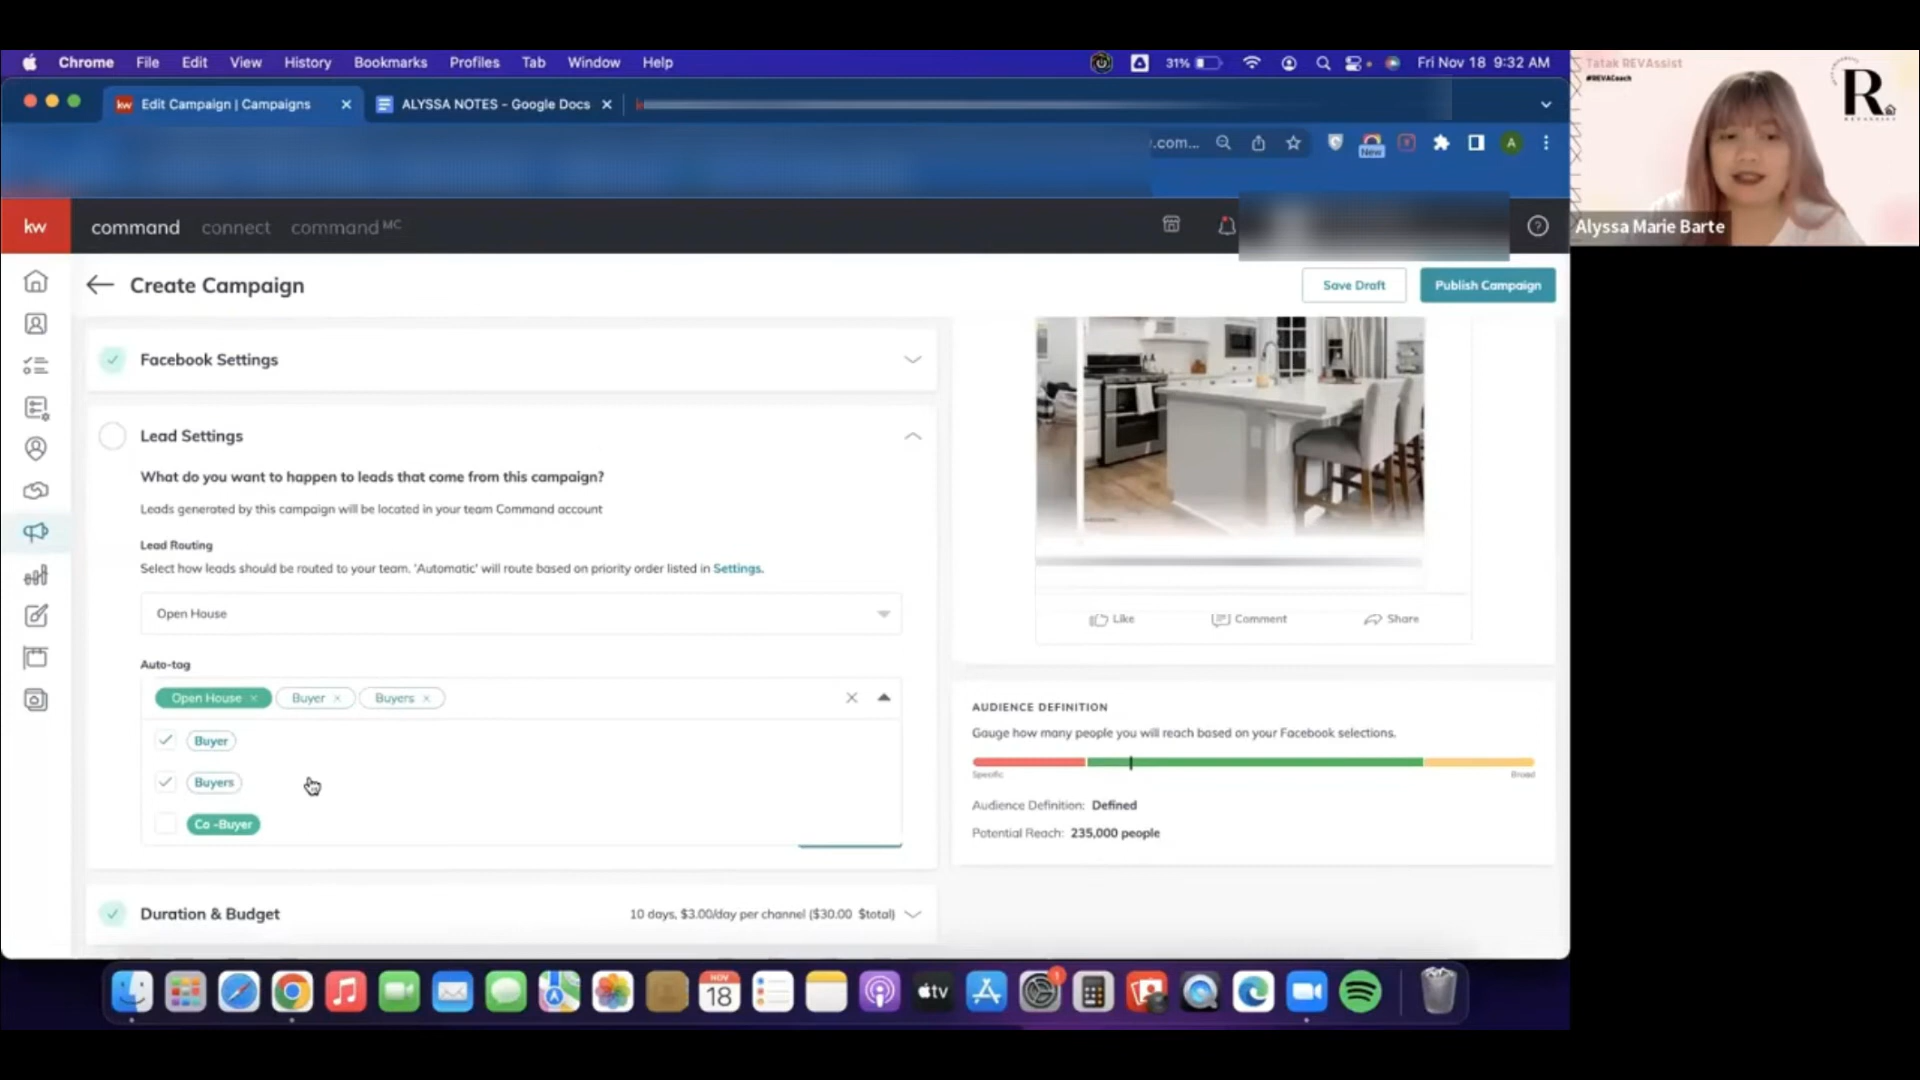 Chrome File Edit View History Bookmarks Profiles Tab Window Help
31% Fri Nov 18 9:32 AM
Edit Campaign | Campaigns
ALYSSA NOTES - Google Docs
.com...
New
A
kw command connect command MC
Create Campaign
Save Draft
Publish Campaign
Facebook Settings
Lead Settings
What do you want to happen to leads that come from this campaign?
Leads generated by this campaign will be located in your team Command account
Lead Routing
Select how leads should be routed to your team. 'Automatic' will route based on priority order listed in Settings.
Open House
Auto-tag
Open House Buyer Buyers
Buyer
Buyers
Co -Buyer
Duration & Budget
10 days, $3.00/day per channel ($30.00 $total)
Like Comment Share
AUDIENCE DEFINITION
Gauge how many people you will reach based on your Facebook selections.
Specific Broad
Audience Definition: Defined
Potential Reach: 235,000 people
Tatak REVAssist
#REVACoach
R
REVASSIST
Alyssa Marie Barte
NOV
18
tv
1